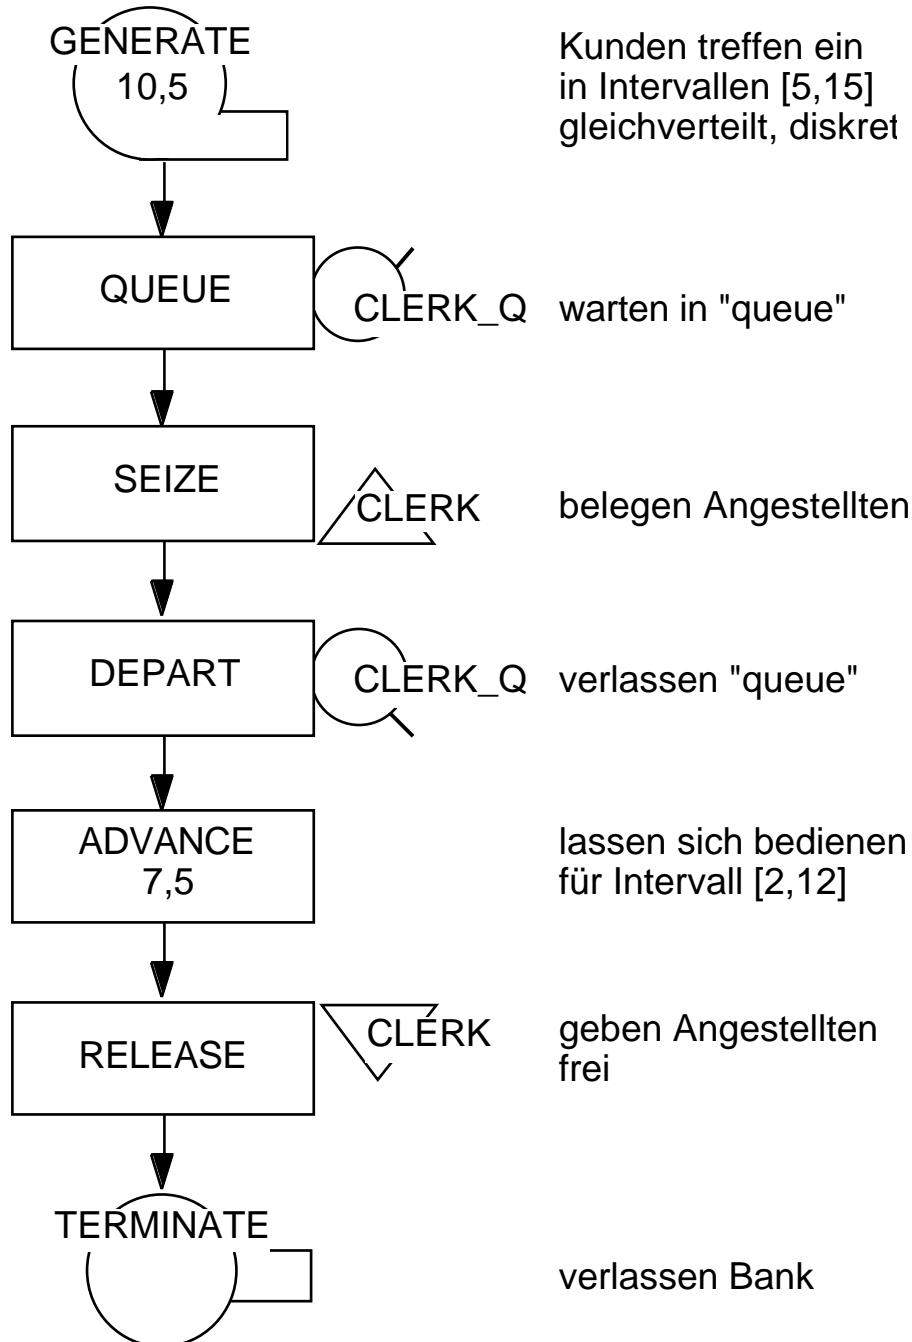 GENERATE
10,5
Kunden treffen ein
in Intervallen [5,15]
gleichverteilt, diskret
QUEUE
CLERK_Q
warten in "queue"
SEIZE
CLERK
belegen Angestellten
DEPART
CLERK_Q
verlassen "queue"
ADVANCE
7,5
lassen sich bedienen
für Intervall [2,12]
RELEASE
CLERK
geben Angestellten
frei
TERMINATE
verlassen Bank